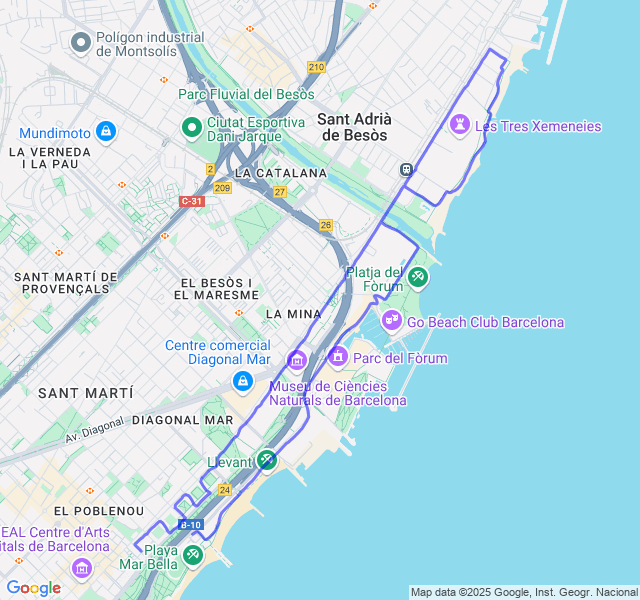 Polígon industrial
de Montsolís
210
Parc Fluvial del Besòs
Sant Adrià
de Besòs
Les Tres Xemeneies
Mundimoto
Ciutat Esportiva
Dani Jarque
LA VERNEDA
I LA PAU
2
LA CATALANA
209
27
C-31
26
SANT MARTÍ DE
PROVENÇALS
EL BESÒS I
EL MARESME
Platja del
Fòrum
LA MINA
Go Beach Club Barcelona
Centre comercial
Diagonal Mar
Parc del Fòrum
Museu de Ciències
Naturals de Barcelona
SANT MARTÍ
Av. Diagonal
DIAGONAL MAR
Llevant
24
EL POBLENOU
B-10
EAL Centre d'Arts
itals de Barcelona
Playa
Mar Bella
Google
Map data ©2025 Google, Inst. Geogr. Nacional